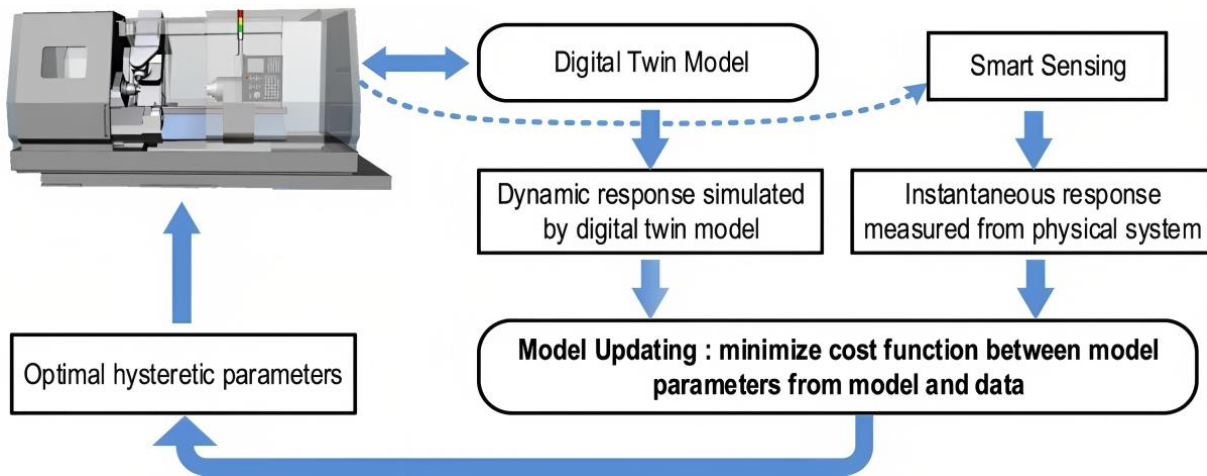 Digital Twin Model
Smart Sensing
Dynamic response simulated
by digital twin model
Instantaneous response
measured from physical system
Model Updating : minimize cost function between model
parameters from model and data
Optimal hysteretic parameters